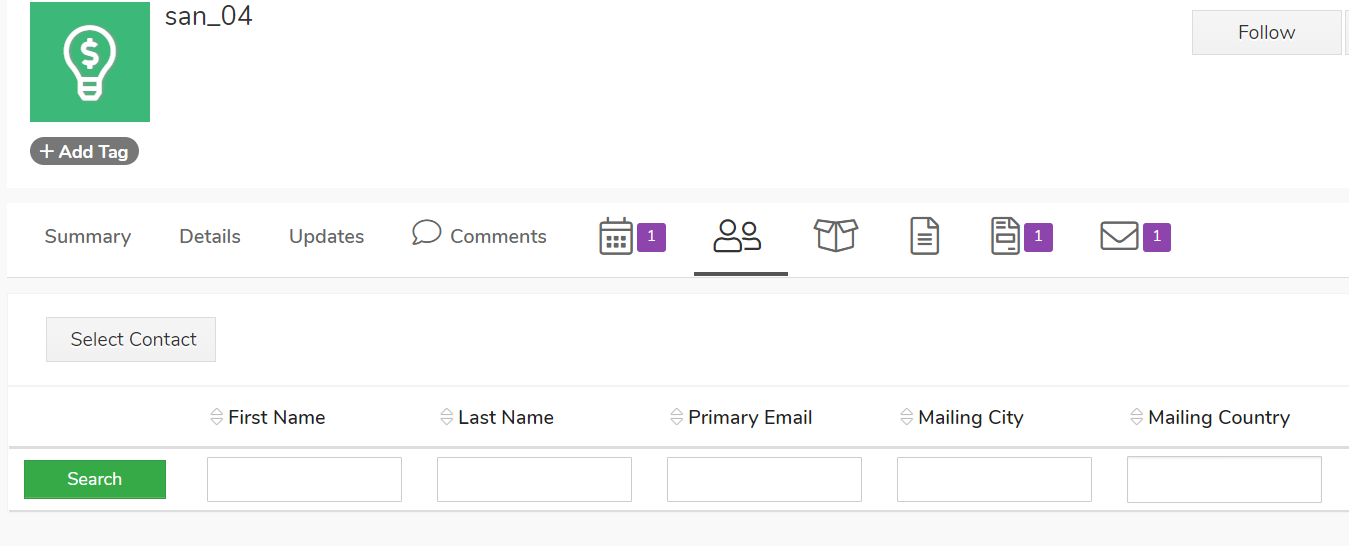 san_04
Follow
+ Add Tag
Summary Details Updates Comments 1 1 1
Select Contact
First Name Last Name Primary Email Mailing City Mailing Country
Search